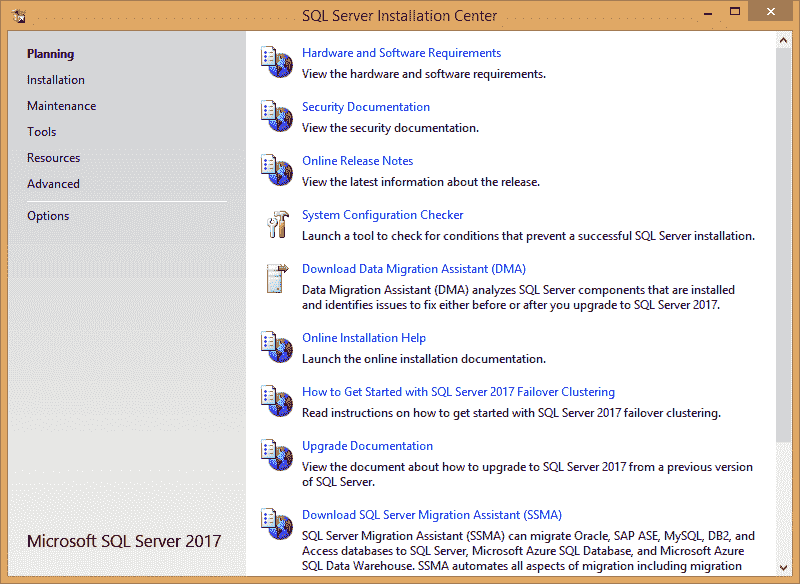 SQL Server Installation Center
Planning
Installation
Maintenance
Tools
Resources
Advanced
Options
Microsoft SQL Server 2017
Hardware and Software Requirements
View the hardware and software requirements.
Security Documentation
View the security documentation.
Online Release Notes
View the latest information about the release.
System Configuration Checker
Launch a tool to check for conditions that prevent a successful SQL Server installation.
Download Data Migration Assistant (DMA)
Data Migration Assistant (DMA) analyzes SQL Server components that are installed
and identifies issues to fix either before or after you upgrade to SQL Server 2017.
Online Installation Help
Launch the online installation documentation.
How to Get Started with SQL Server 2017 Failover Clustering
Read instructions on how to get started with SQL Server 2017 failover clustering.
Upgrade Documentation
View the document about how to upgrade to SQL Server 2017 from a previous version
of SQL Server.
Download SQL Server Migration Assistant (SSMA)
SQL Server Migration Assistant (SSMA) can migrate Oracle, SAP ASE, MySQL, DB2, and
Access databases to SQL Server, Microsoft Azure SQL Database, and Microsoft Azure
SQL Data Warehouse. SSMA automates all aspects of migration including migration